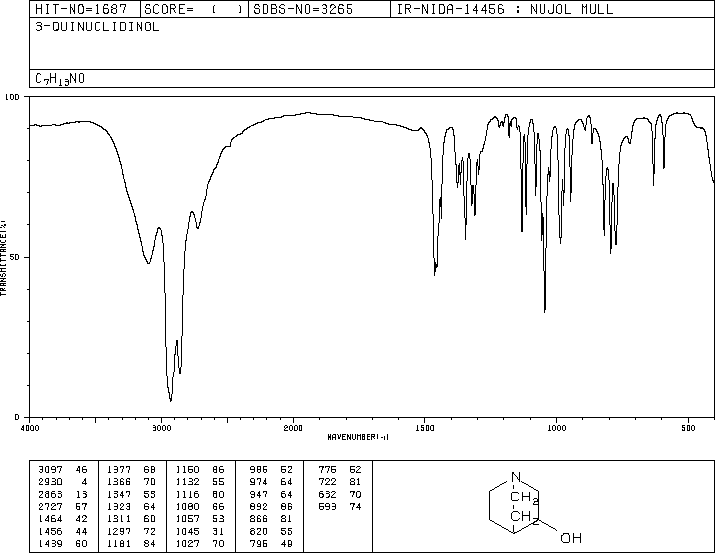 HIT-NO=1687 SCORE= ( ) SDBS-NO=3265 IR-NIDA-14456 : NUJOL MULL
3-QUINUCLIDINOL
C7H13NO
100
50
0
TRANSMITTANCE(%)
4000 3000 2000 1500 1000 500
WAVENUMBER(-1)
3097 46 1377 68 1160 86 986 52 776 52
2930 4 1366 70 1132 55 974 64 722 81
2863 13 1347 55 1116 60 947 64 632 70
2727 57 1323 64 1080 66 892 86 593 74
1464 42 1311 60 1057 53 866 81
1456 44 1297 72 1045 31 820 55
1439 60 1181 84 1027 70 795 49
N
CH2
CH2
OH